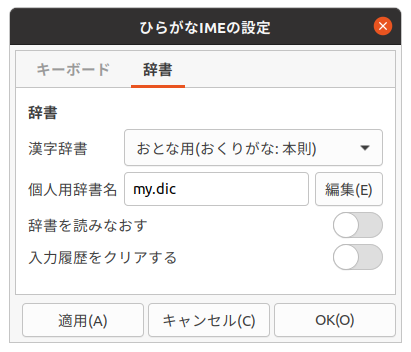 ひらがなIMEの設定
キーボード 辞書
辞書
漢字辞書 おとな用(おくりがな: 本則)
個人用辞書名 my.dic 編集(E)
辞書を読みなおす
入力履歴をクリアする
適用(A) キャンセル(C) OK(O)